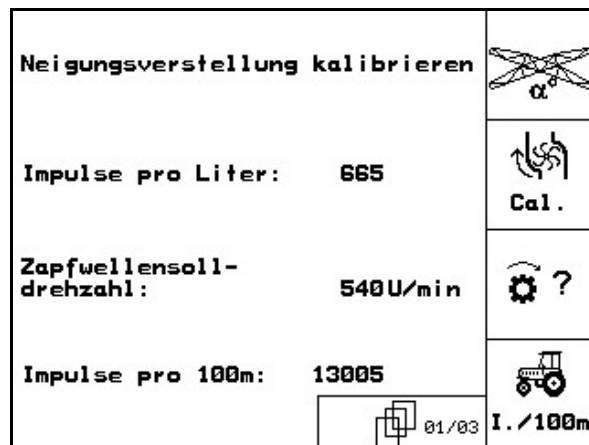 Neigungsverstellung kalibrieren
α°
Impulse pro Liter: 665
Cal.
Zapfwellensoll-
drehzahl: 540U/min
?
Impulse pro 100m: 13005
01/03
I./100m